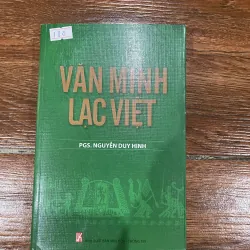 VĂN MINH
LẠC VIỆT
PGS. NGUYỄN DUY HINH